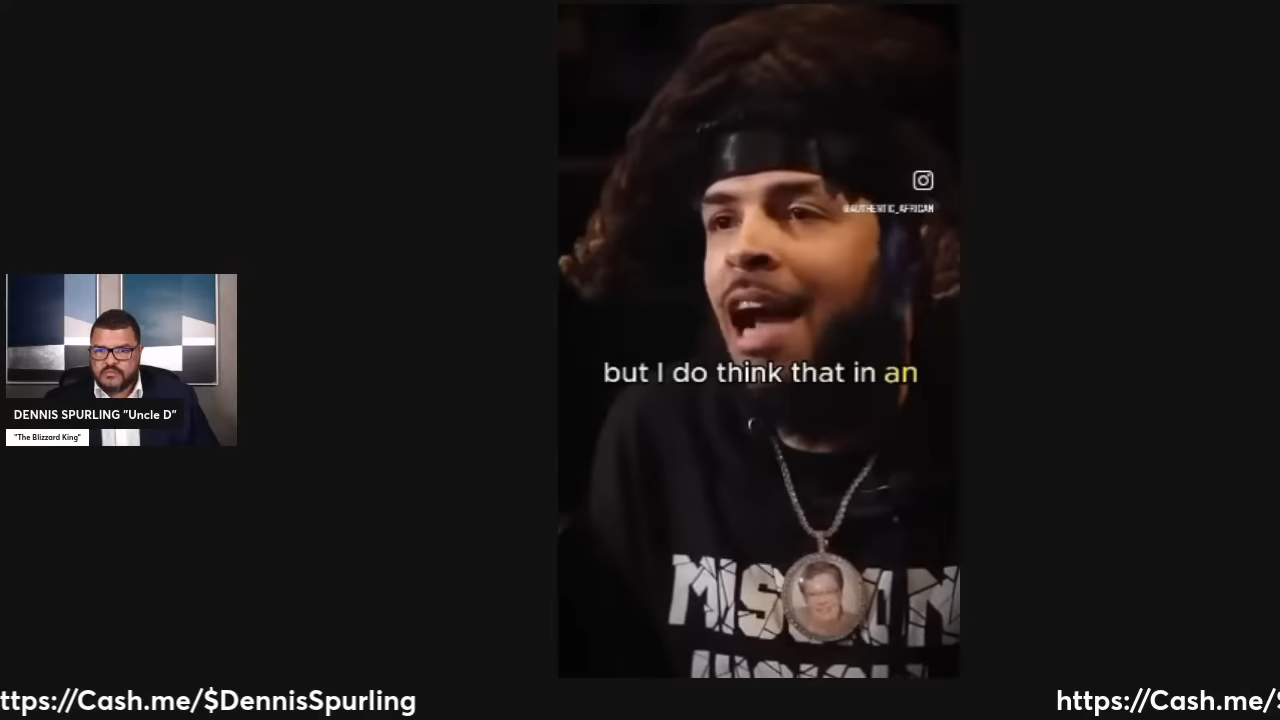 @AUTHENTIC_AFRICAN
but I do think that in an
DENNIS SPURLING "Uncle D"
"The Blizzard King"
ttps://Cash.me/$DennisSpurling
https://Cash.me/$